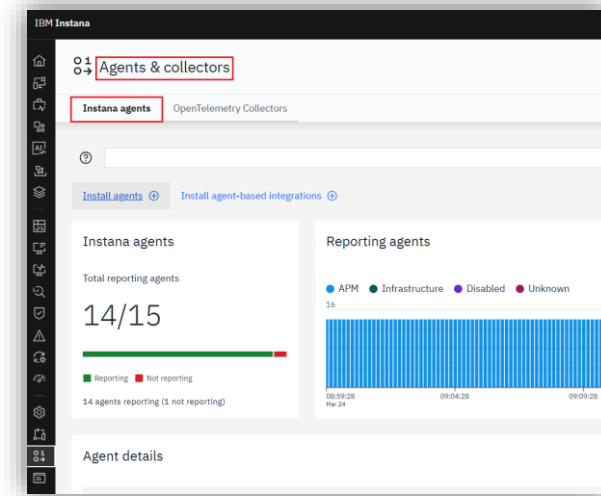 IBM Instana
Agents & collectors
Instana agents
OpenTelemetry Collectors
Install agents
Install agent-based integrations
Instana agents
Total reporting agents
14/15
Reporting
Not reporting
14 agents reporting (1 not reporting)
Reporting agents
APM
Infrastructure
Disabled
Unknown
16
08:59:28
Mar 24
09:04:28
09:09:28
Agent details